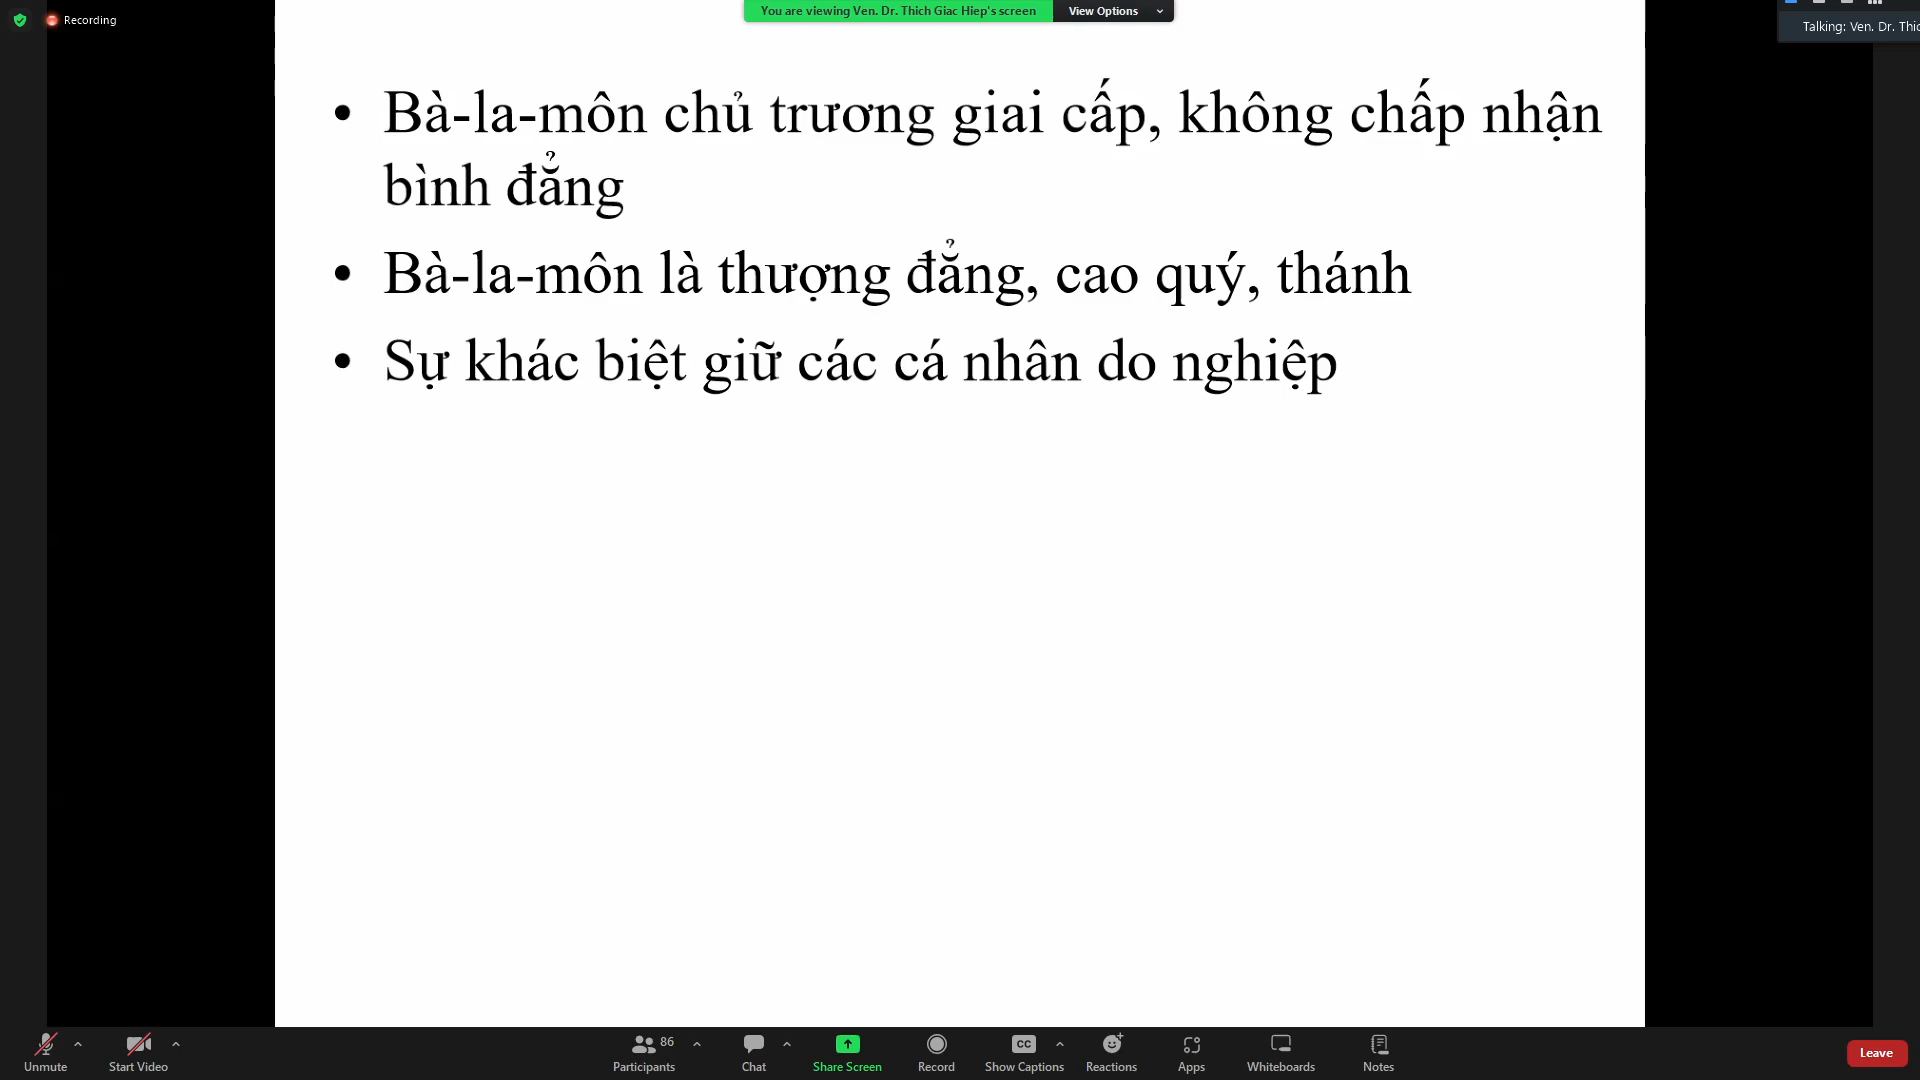 Recording
You are viewing Ven. Dr. Thich Giac Hiep's screen View Options
Talking: Ven. Dr.
• Bà-la-môn chủ trương giai cấp, không chấp nhận
bình đẳng
• Bà-la-môn là thượng đẳng, cao quý, thánh
• Sự khác biệt giữ các cá nhân do nghiệp
86
Unmute Start Video Participants Chat Share Screen Record Show Captions Reactions Apps Whiteboards Notes Leave